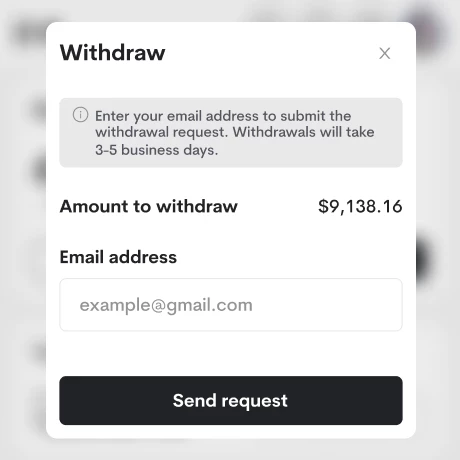 Withdraw
Enter your email address to submit the
withdrawal request. Withdrawals will take
3-5 business days.
Amount to withdraw $9,138.16
Email address
example@gmail.com
Send request